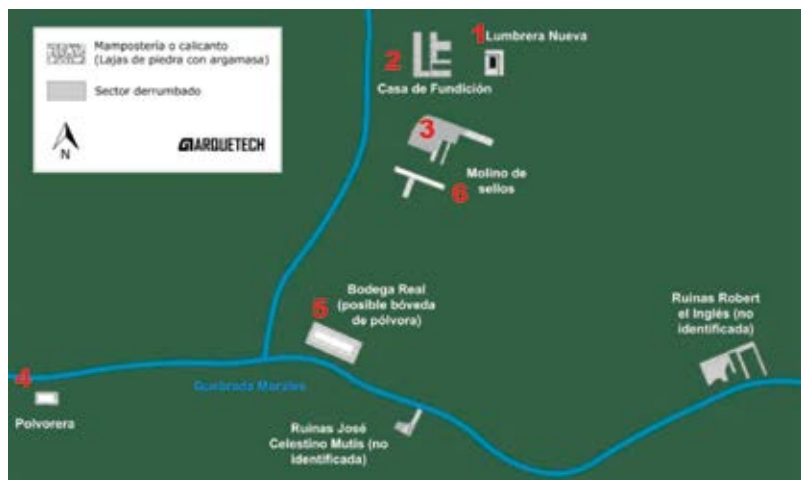 Mampostería o calicanto
(Lajas de piedra con argamasa)
Sector derrumbado
N
ARQUETECH
1
Lumbrera Nueva
2
Casa de Fundición
3
Molino de
sellos
6
Bodega Real
(posible bóveda
de pólvora)
5
Ruinas Robert
el Inglés (no
identificada)
4
Polvorera
Quebrada Morales
Ruinas José
Celestino Mutis (no
identificada)